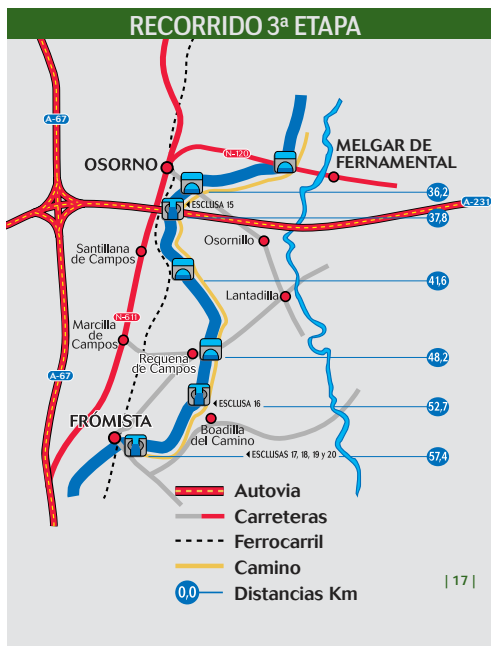 RECORRIDO 3ª ETAPA
A-67
N-120
MELGAR DE
FERNAMENTAL
OSORNO
36,2
ESCLUSA 15
A-231
37,8
Osornillo
Santillana
de Campos
41,6
Lantadilla
N-611
Marcilla
de
Campos
Requena
de Campos
48,2
A-67
ESCLUSA 16
52,7
FRÓMISTA
Boadilla
del Camino
ESCLUSAS 17, 18, 19 y 20
57,4
Autovia
Carreteras
Ferrocarril
Camino
0,0
Distancias Km
| 17 |